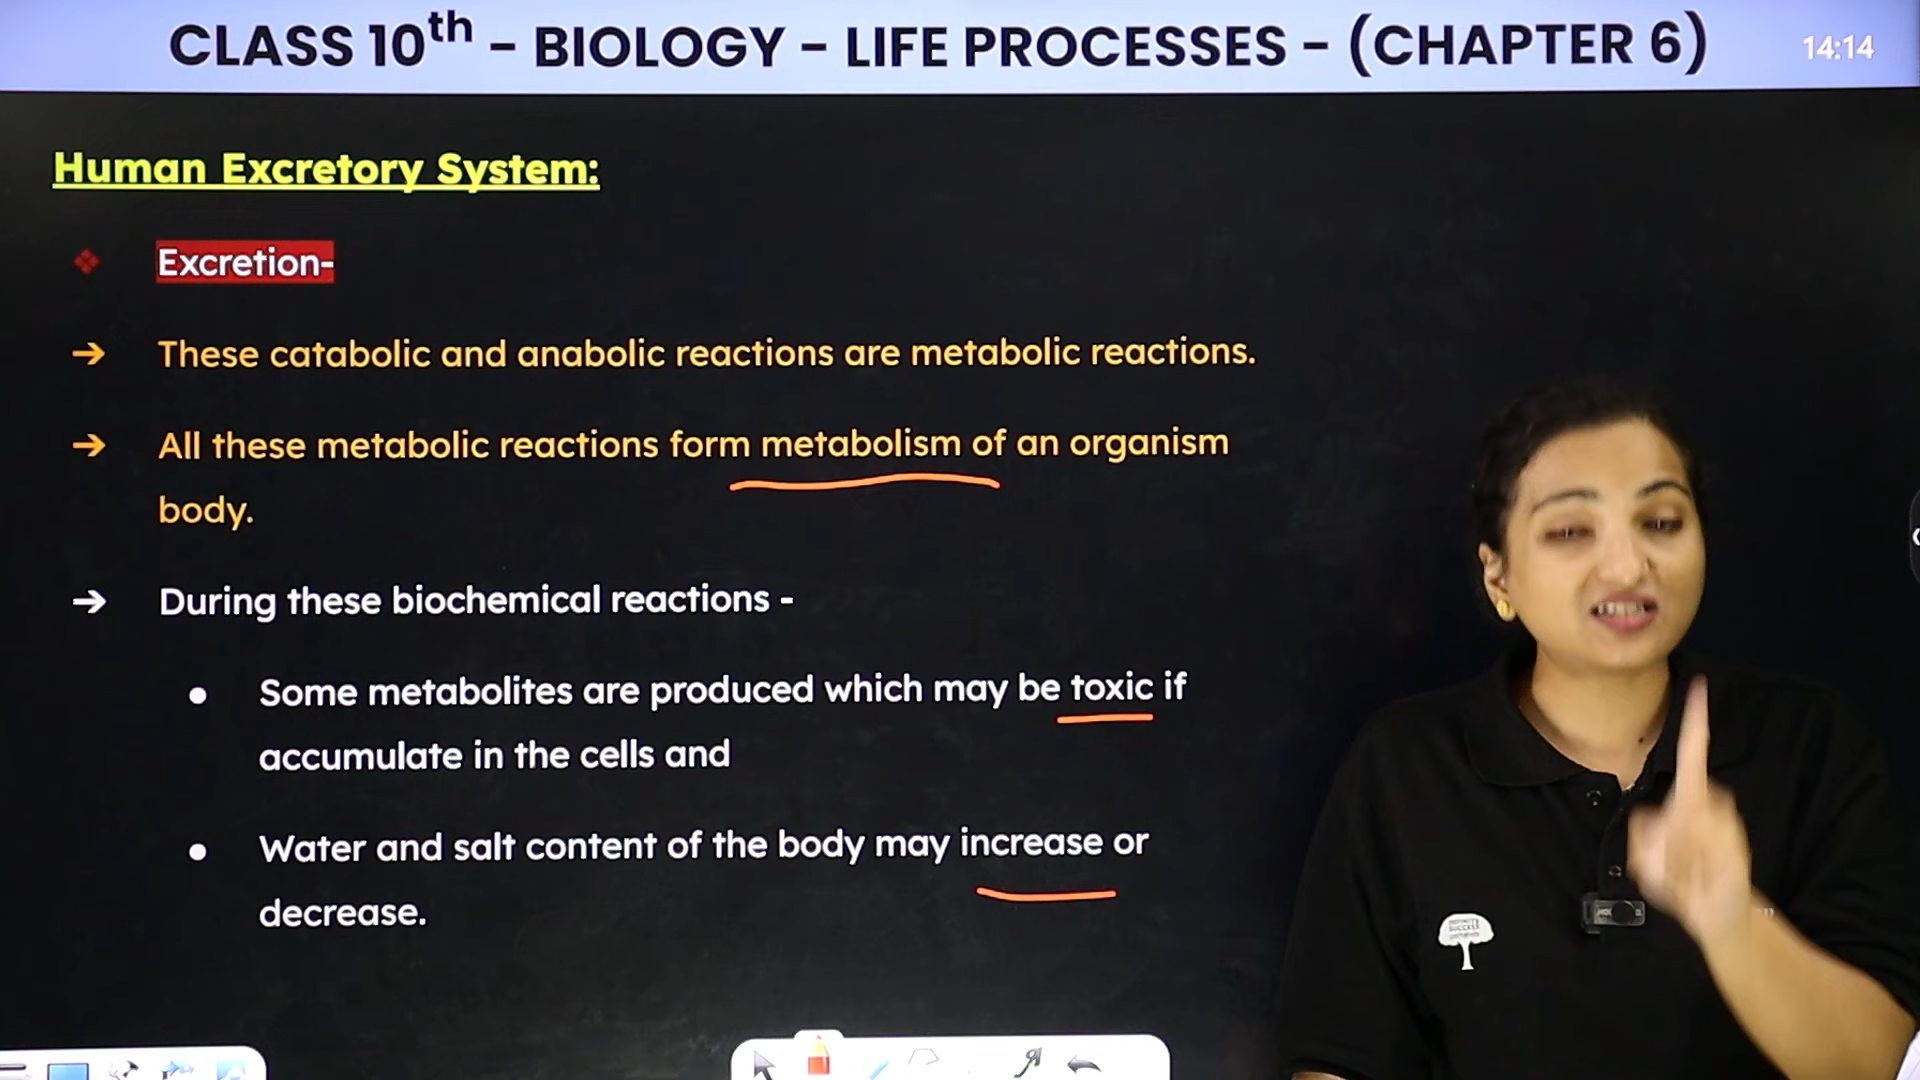 CLASS 10th - BIOLOGY - LIFE PROCESSES - (CHAPTER 6)
14:14
Human Excretory System:
❖ Excretion-
→ These catabolic and anabolic reactions are metabolic reactions.
→ All these metabolic reactions form metabolism of an organism
body.
→ During these biochemical reactions -
● Some metabolites are produced which may be toxic if
accumulate in the cells and
● Water and salt content of the body may increase or
decrease.
SUCCESS